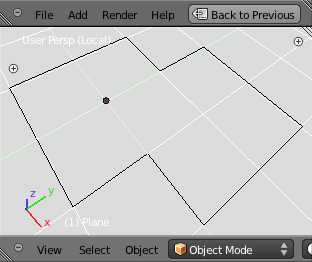 File Add Render Help Back to Previous
User Persp (Local)
z
y
x
(1) Plane
View Select Object Object Mode